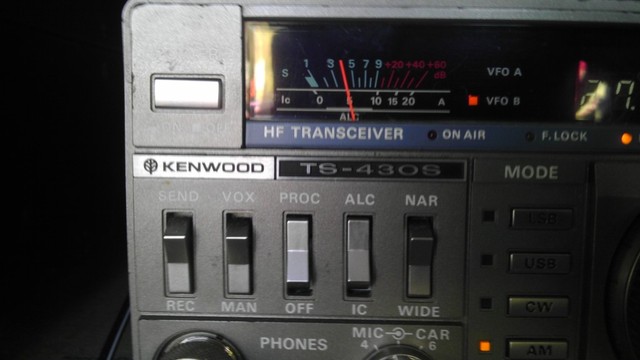 1 3 5 7 9 +20 +40 +60
S dB
VFO A
Ic 0 5 10 15 20 A
VFO B
ALC
HF TRANSCEIVER ON AIR F.LOCK
KENWOOD TS-430S
MODE
SEND VOX PROC ALC NAR
LSB
USB
REC MAN OFF IC WIDE
CW
AM
PHONES MIC CAR
4 6